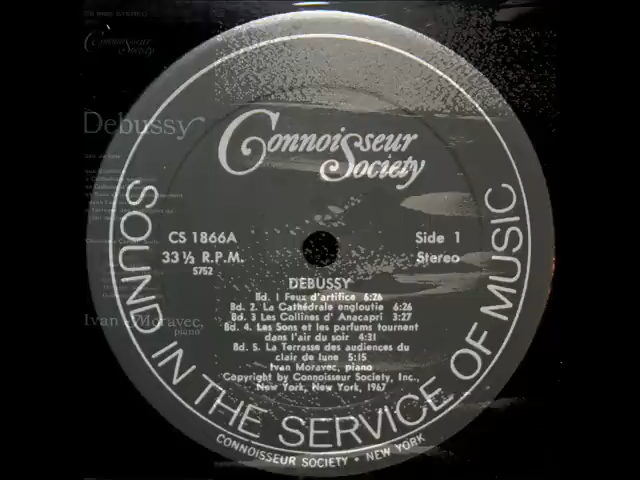 Connoisseur
Society
Debussy
Connoisseur
Society
SOUND IN THE SERVICE OF MUSIC
CS 1866A
Side 1
33 ⅓ R.P.M.
Stereo
5752
DEBUSSY
Bd. 1 Feux d'artifice 6:26
Bd. 2. La Cathédrale engloutie 6:26
Bd. 3 Les Collines d' Anacapri 3:27
Bd. 4. Les Sons et les parfums tournent
dans l'air du soir 4:31
Bd. 5. La Terrasse des audiences du
clair de lune 5:15
Ivan Moravec, piano
Copyright by Connoisseur Society, Inc.,
New York, New York, 1967
Ivan Moravec,
piano
CONNOISSEUR SOCIETY • NEW YORK